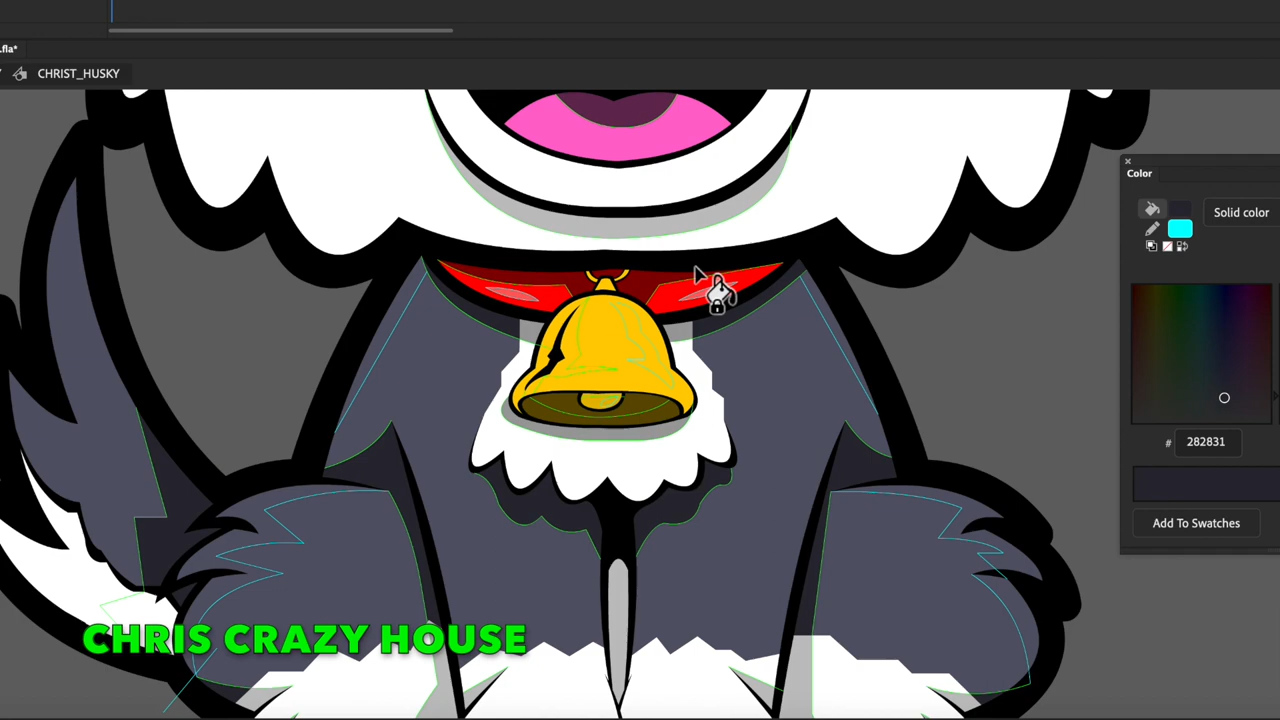 .fla*
CHRIST_HUSKY
Color
Solid color
# 282831
Add To Swatches
CHRIS CRAZY HOUSE